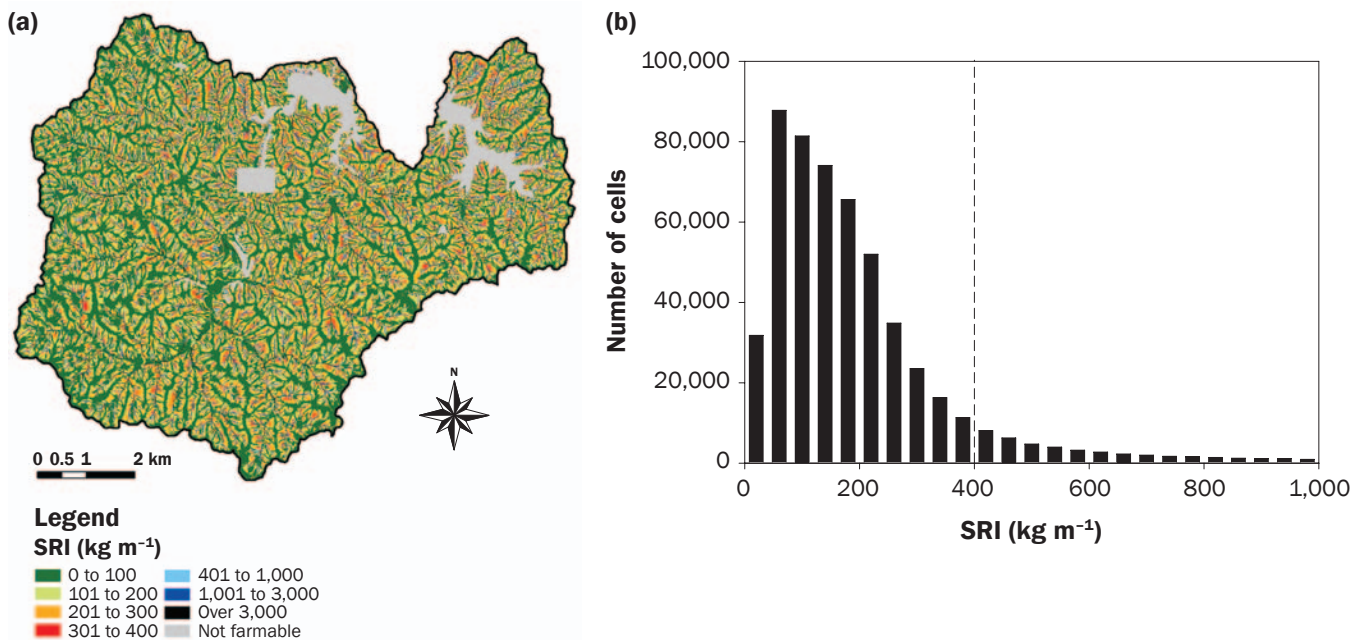 (a)
N
0 0.5 1 2 km
Legend
SRI (kg m⁻¹)
0 to 100
101 to 200
201 to 300
301 to 400
401 to 1,000
1,001 to 3,000
Over 3,000
Not farmable
(b)
Number of cells
100,000
80,000
60,000
40,000
20,000
0
0 200 400 600 800 1,000
SRI (kg m⁻¹)